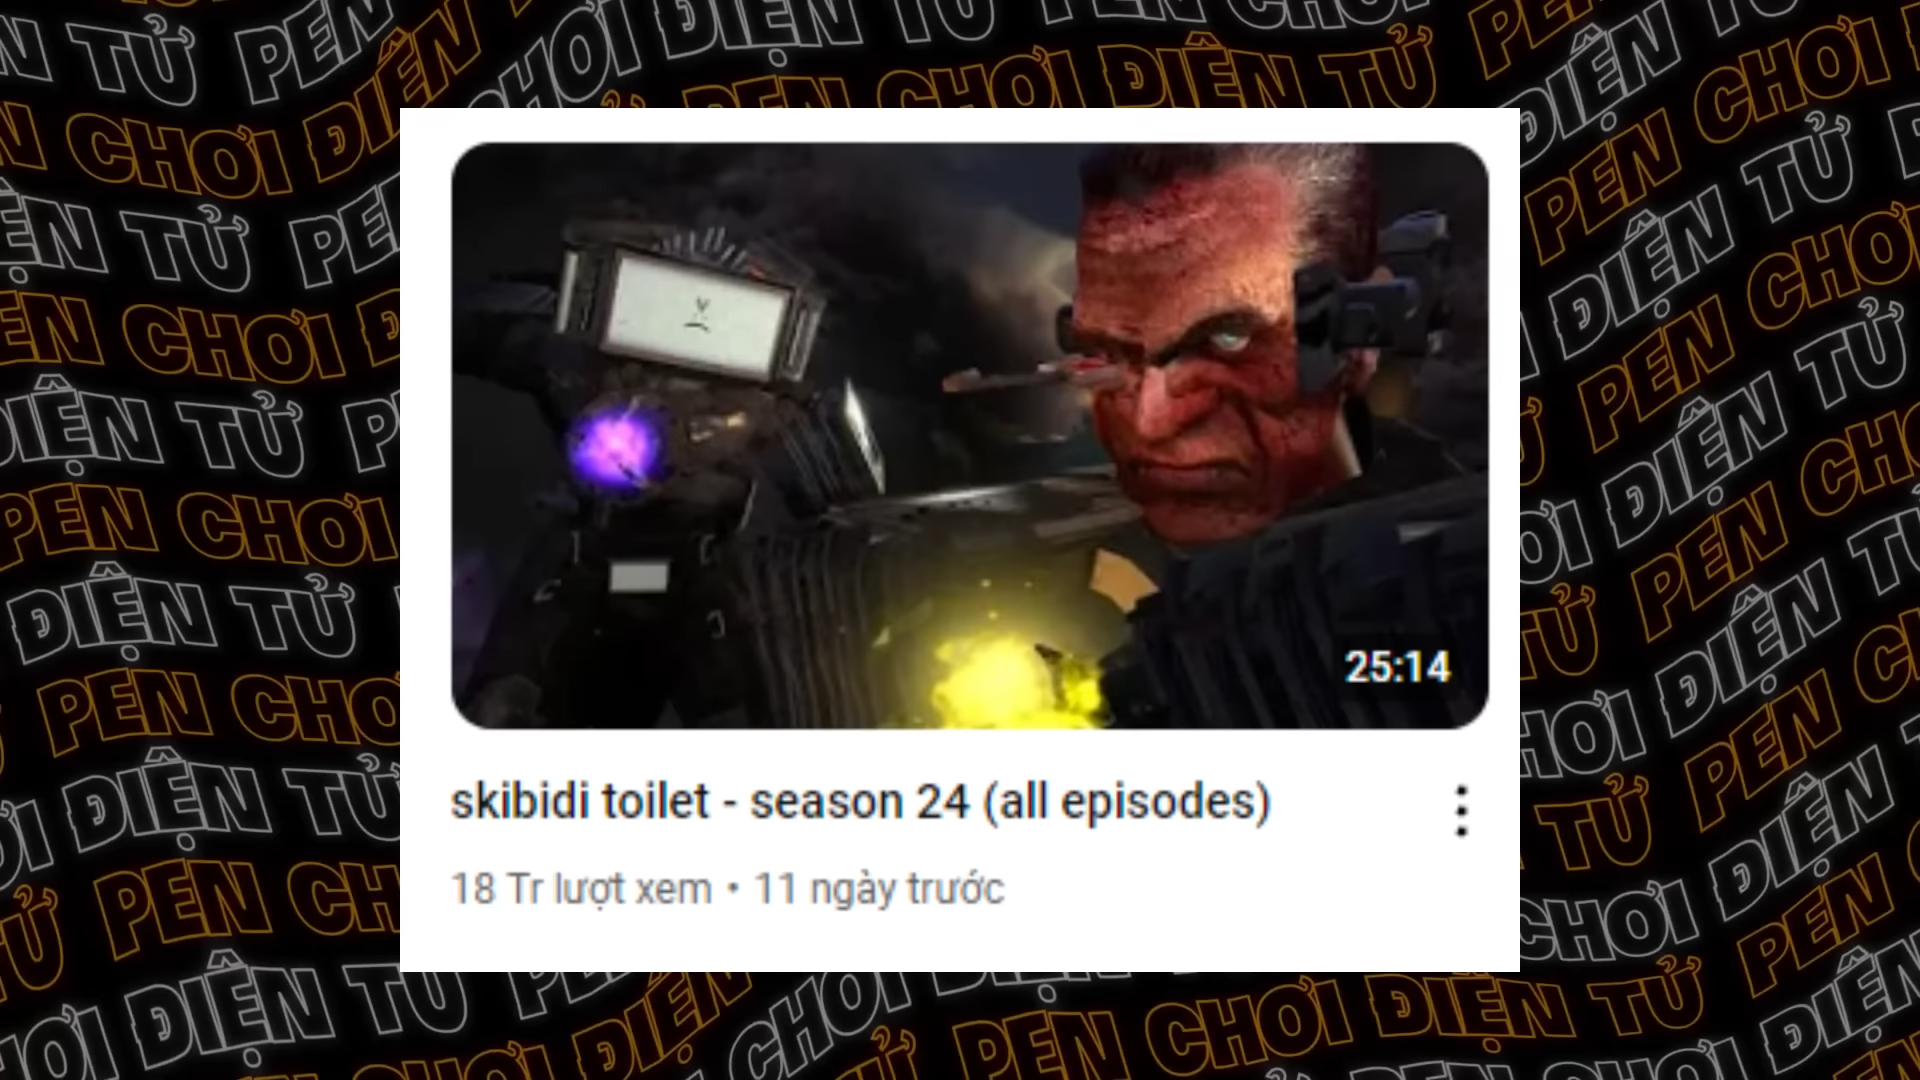 PEN CHƠI ĐIỆN TỬ
25:14
skibidi toilet - season 24 (all episodes)
18 Tr lượt xem • 11 ngày trước